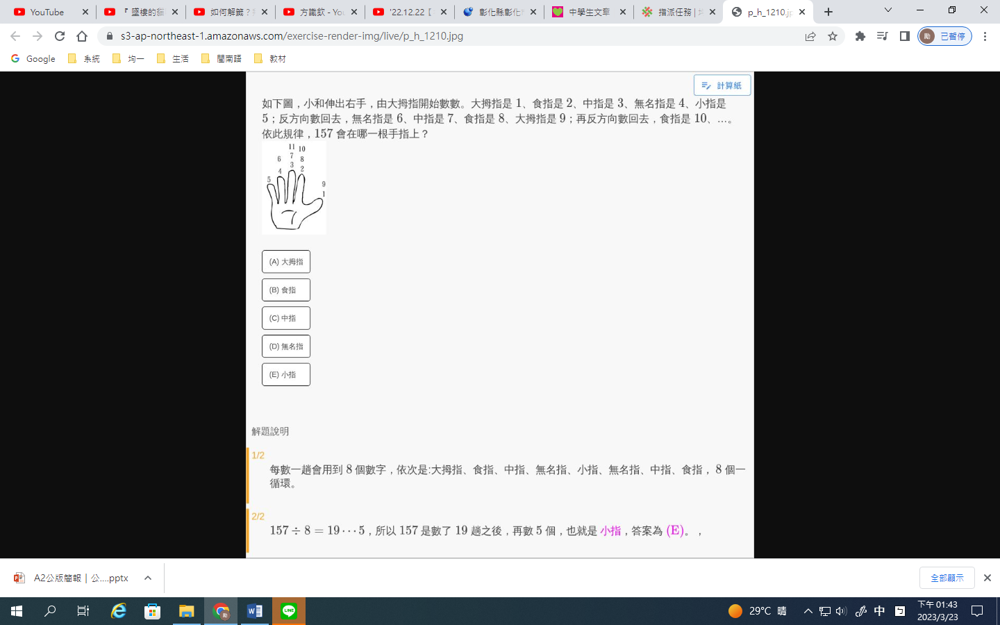 YouTube
『 墜樓的貓
如何解籤？
方識欽 - You
'22.12.22【
彰化縣彰化
中學生文章
指派任務 |
p_h_1210.jp
s3-ap-northeast-1.amazonaws.com/exercise-render-img/live/p_h_1210.jpg
勵 已暫停
Google 系統 均一 生活 閩南語 教材
計算紙
如下圖，小和伸出右手，由大拇指開始數數。大拇指是 1、食指是 2、中指是 3、無名指是 4、小指是
5；反方向數回去，無名指是 6、中指是 7、食指是 8、大拇指是 9；再反方向數回去，食指是 10、…。
依此規律，157 會在哪一根手指上？
11 10
6 7 8
4 3 2
5 9
1
(A) 大拇指
(B) 食指
(C) 中指
(D) 無名指
(E) 小指
解題說明
1/2
每數一趟會用到 8 個數字，依次是:大拇指、食指、中指、無名指、小指、無名指、中指、食指， 8 個一
循環。
2/2
157 ÷ 8 = 19 ⋯ 5，所以 157 是數了 19 趟之後，再數 5 個，也就是 小指，答案為 (E)。，
A2公版簡報｜公....pptx
全部顯示
29°C 晴
中
ㄅ
下午 01:43
2023/3/23
LINE